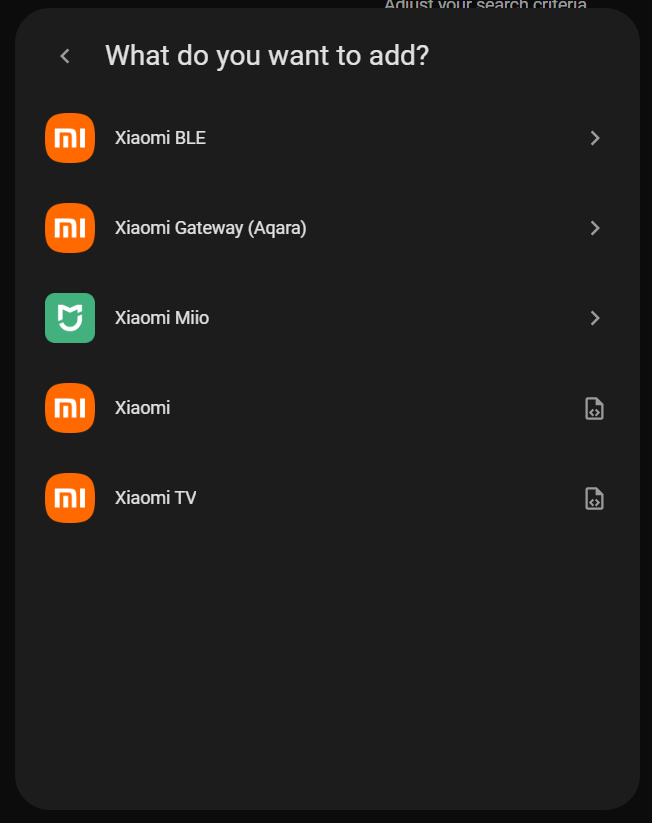 Adjust your search criteria
What do you want to add?
Xiaomi BLE
Xiaomi Gateway (Aqara)
Xiaomi Miio
Xiaomi
Xiaomi TV